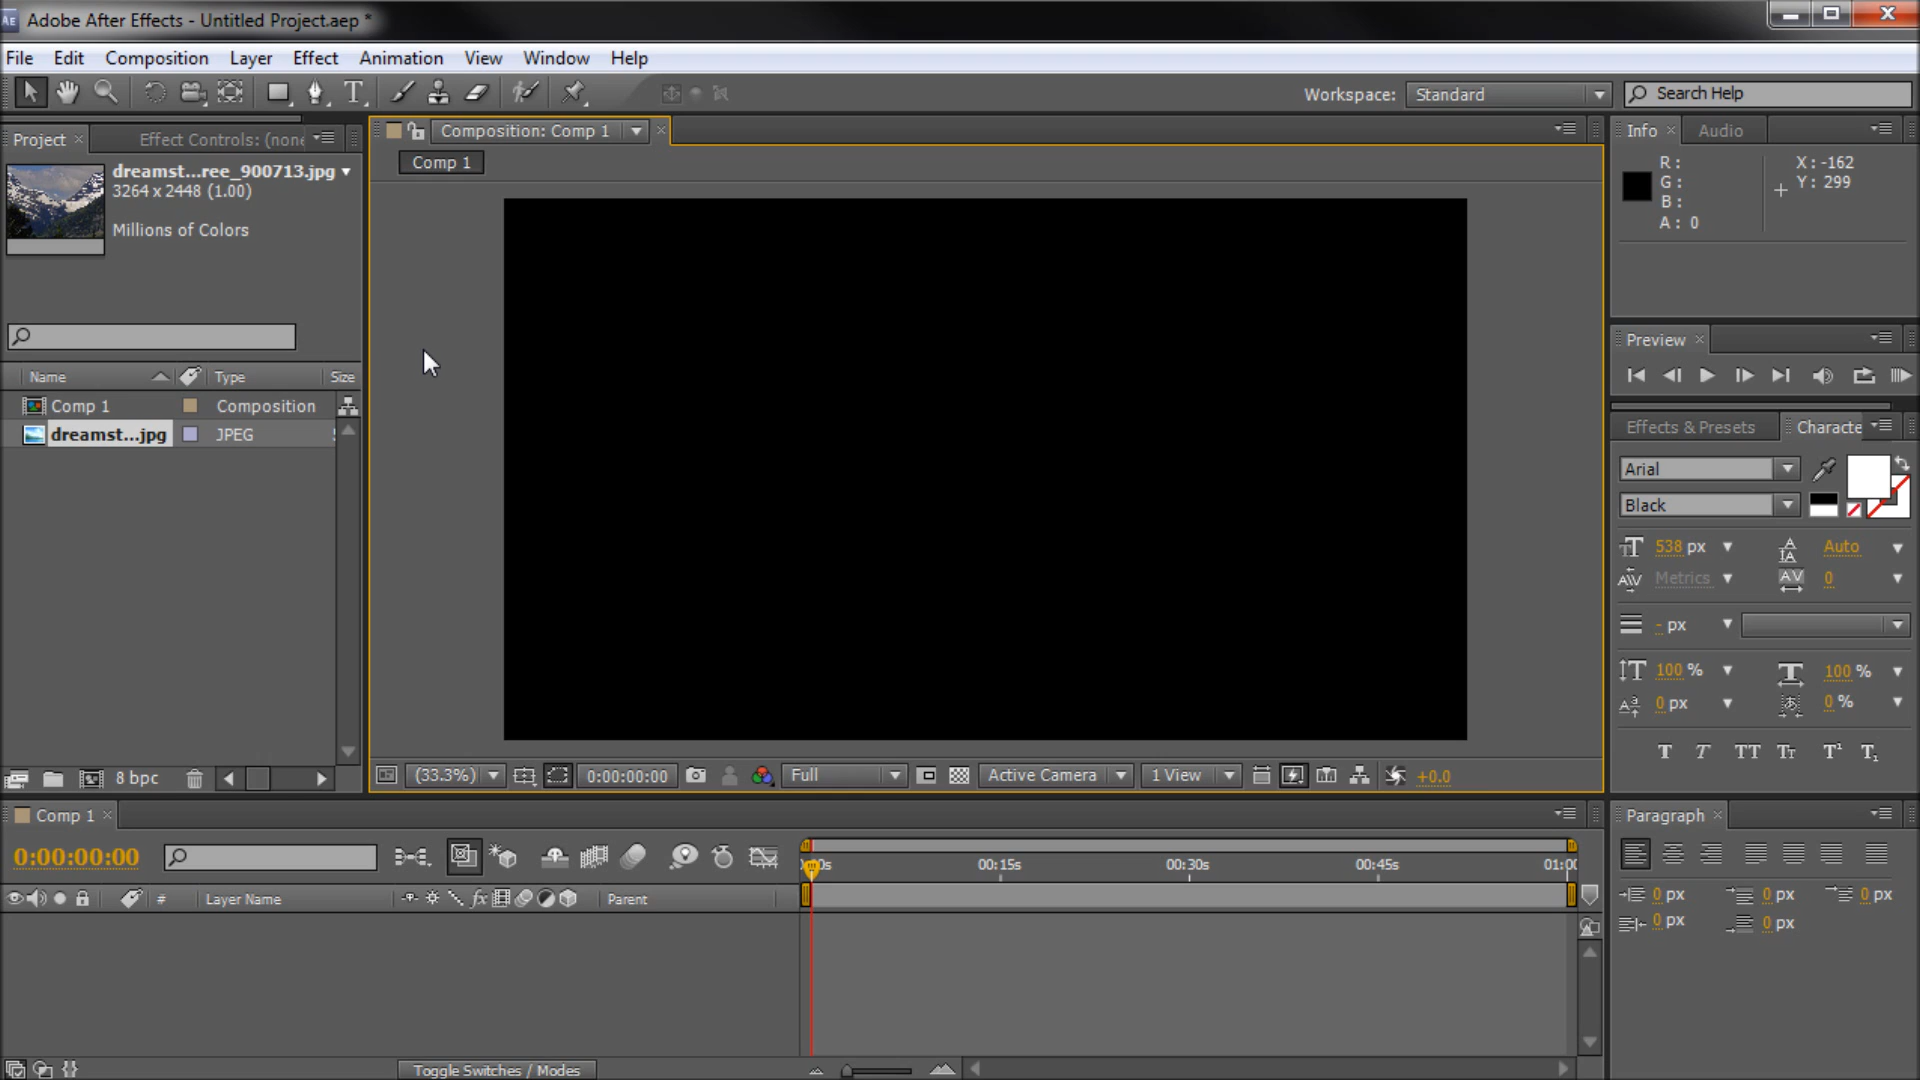 Adobe After Effects - Untitled Project.aep *
File Edit Composition Layer Effect Animation View Window Help
Workspace: Standard Search Help
Project Effect Controls: (none
Composition: Comp 1
Info Audio
Comp 1
dreamst...ree_900713.jpg
3264 x 2448 (1.00)
Millions of Colors
R:
G:
B:
A: 0
X: -162
Y: 299
Preview
Name Type Size
Comp 1 Composition
dreamst...jpg JPEG
Effects & Presets Characte
Arial
Black
538 px Auto
Metrics 0
- px
100 % 100 %
0 px 0 %
T T TT Tt T¹ T₁
8 bpc
(33.3%) 0:00:00:00 Full Active Camera 1 View +0.0
Comp 1
Paragraph
0:00:00:00
00:15s 00:30s 00:45s 01:00
# Layer Name Parent
0 px 0 px 0 px
0 px 0 px
Toggle Switches / Modes